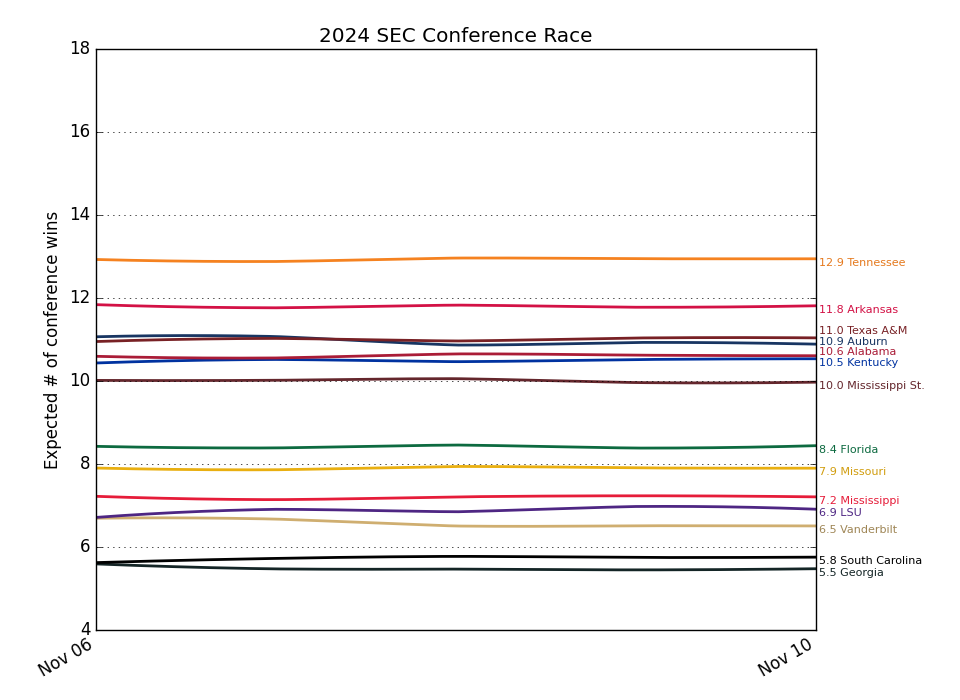 2024 SEC Conference Race
Expected # of conference wins
18
16
14
12
10
8
6
4
Nov 06
Nov 10
12.9 Tennessee
11.8 Arkansas
11.0 Texas A&M
10.9 Auburn
10.6 Alabama
10.5 Kentucky
10.0 Mississippi St.
8.4 Florida
7.9 Missouri
7.2 Mississippi
6.9 LSU
6.5 Vanderbilt
5.8 South Carolina
5.5 Georgia